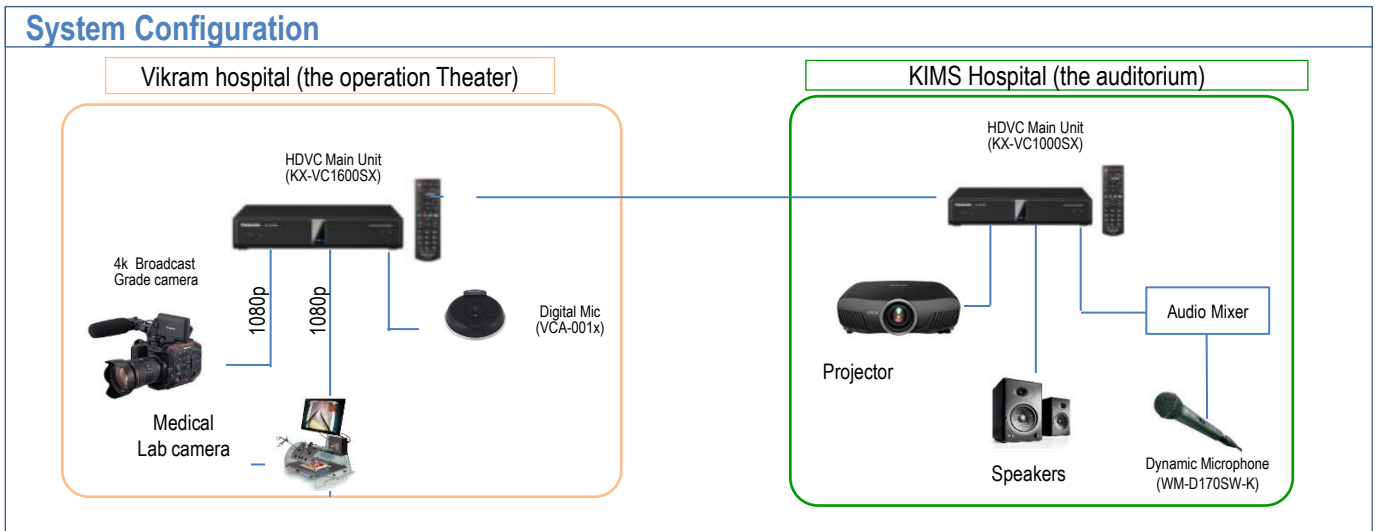 System Configuration
Vikram hospital (the operation Theater)
KIMS Hospital (the auditorium)
HDVC Main Unit
(KX-VC1600SX)
HDVC Main Unit
(KX-VC1000SX)
4k Broadcast
Grade camera
1080p
1080p
Digital Mic
(VCA-001x)
Medical
Lab camera
Projector
Audio Mixer
Speakers
Dynamic Microphone
(WM-D170SW-K)